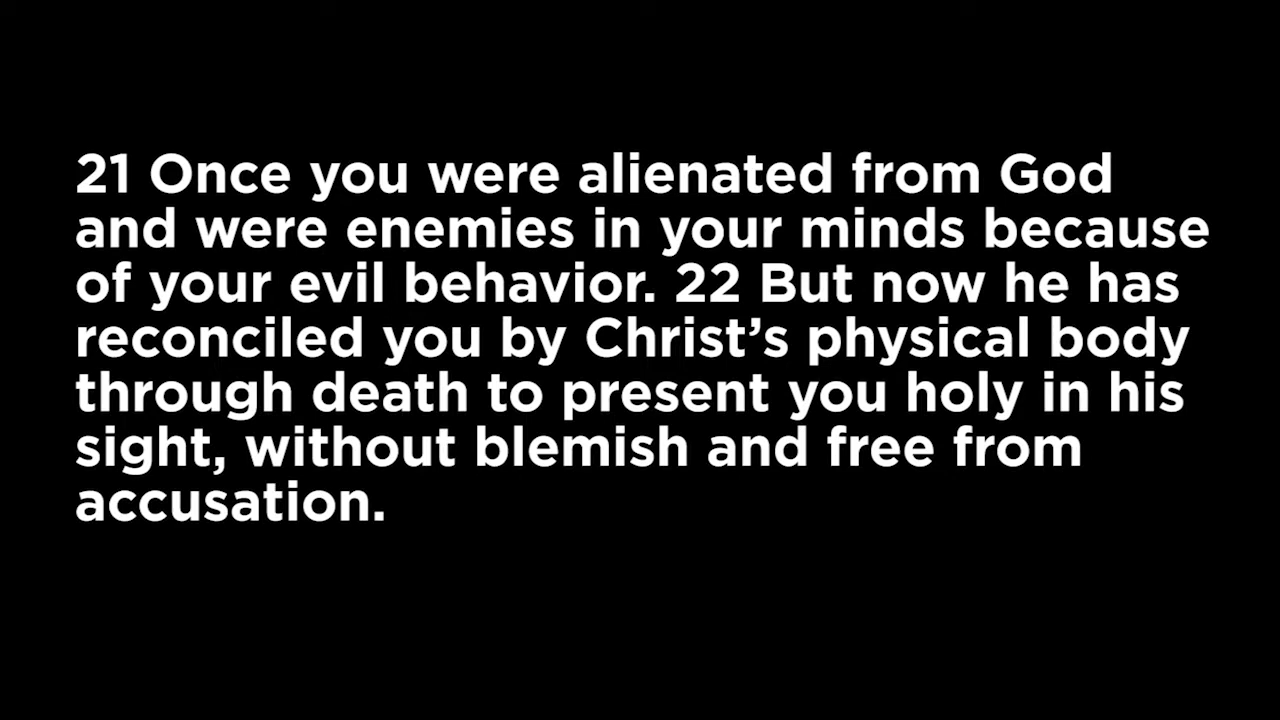 21 Once you were alienated from God
and were enemies in your minds because
of your evil behavior. 22 But now he has
reconciled you by Christ’s physical body
through death to present you holy in his
sight, without blemish and free from
accusation.